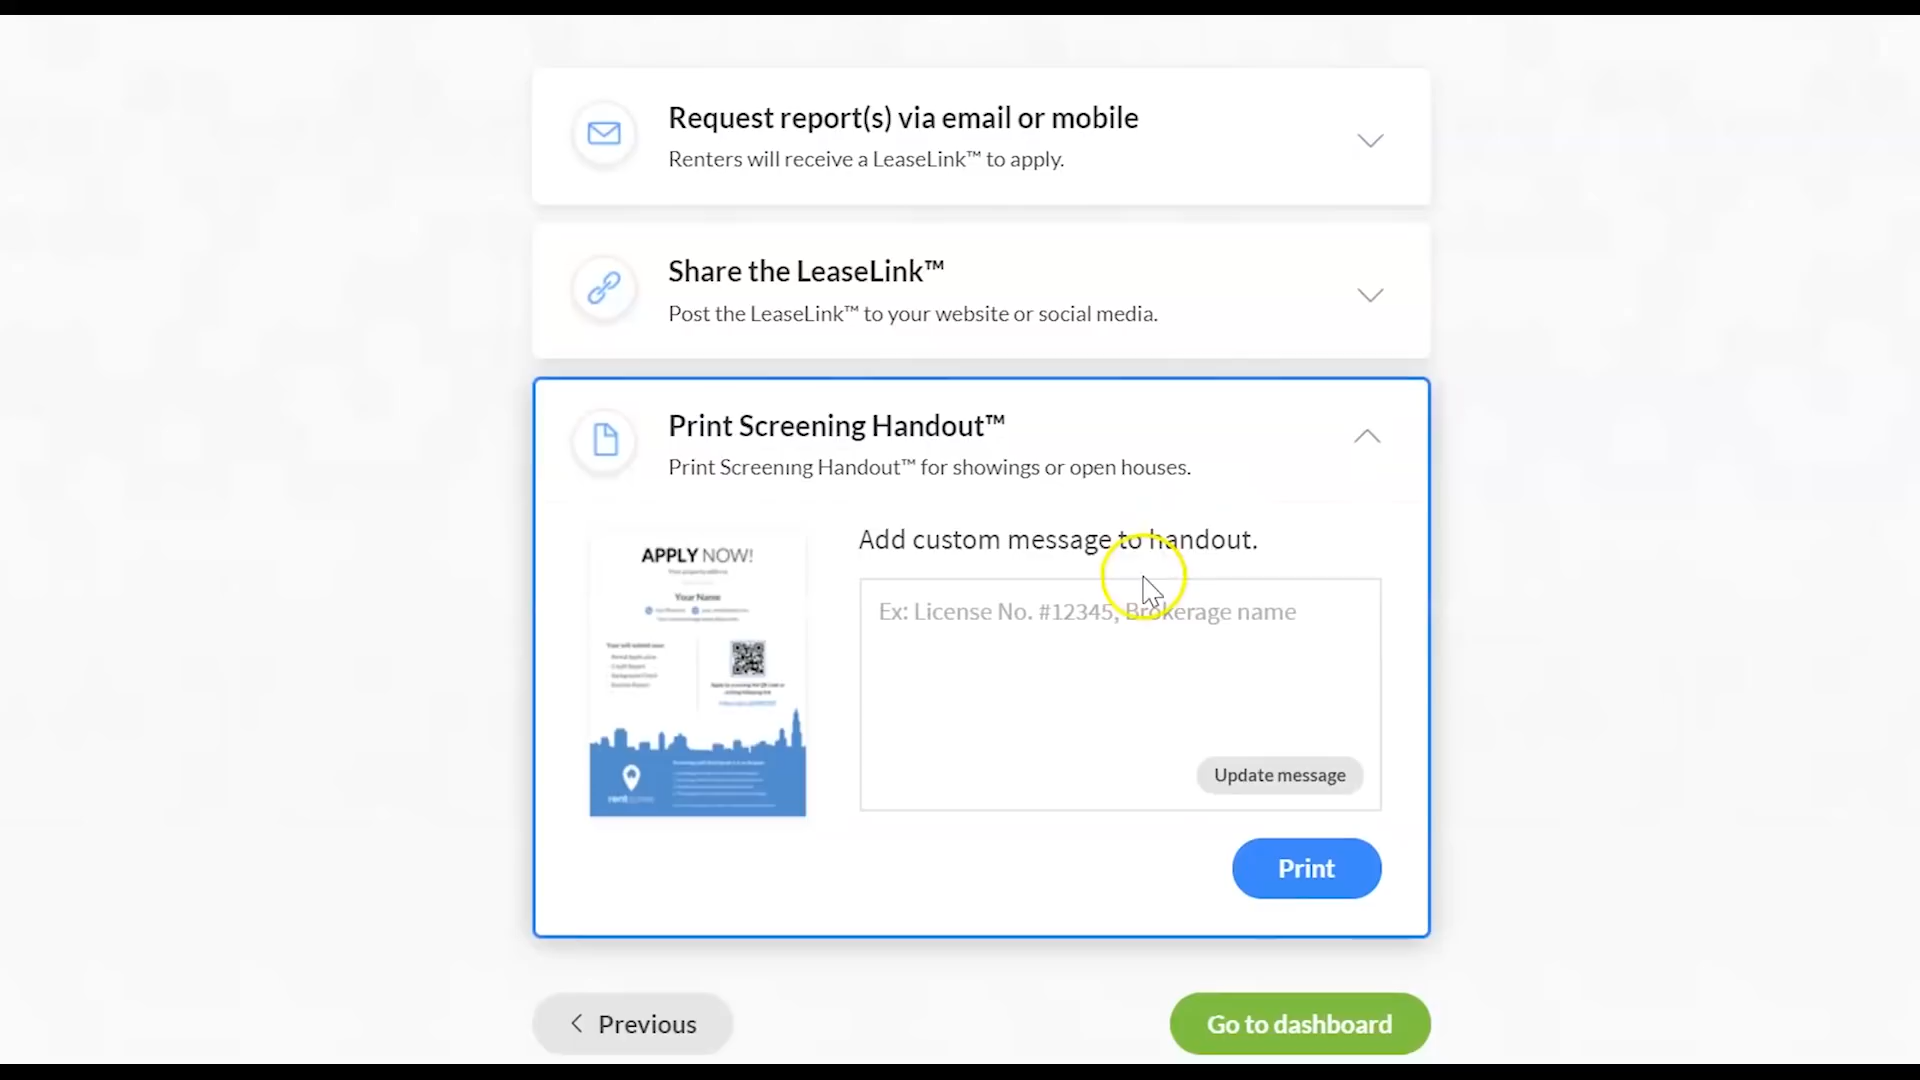 Request report(s) via email or mobile
Renters will receive a LeaseLink™ to apply.
Share the LeaseLink™
Post the LeaseLink™ to your website or social media.
Print Screening Handout™
Print Screening Handout™ for showings or open houses.
APPLY NOW!
Your Name
Add custom message to handout.
Ex: License No. #12345, Brokerage name
Update message
Print
Previous
Go to dashboard